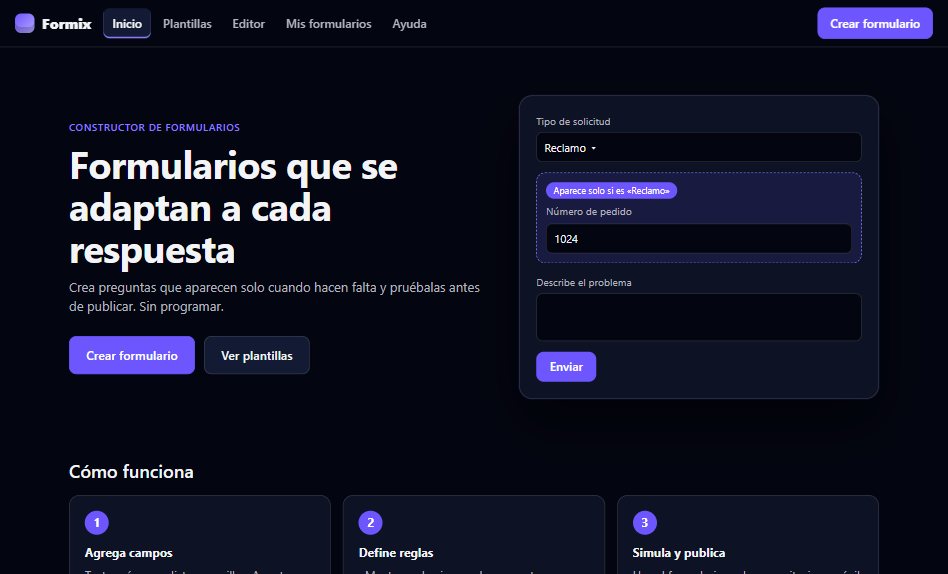 Formix
Inicio
Plantillas
Editor
Mis formularios
Ayuda
Crear formulario
CONSTRUCTOR DE FORMULARIOS
Formularios que se
adaptan a cada
respuesta
Crea preguntas que aparecen solo cuando hacen falta y pruébalas antes
de publicar. Sin programar.
Crear formulario
Ver plantillas
Tipo de solicitud
Reclamo
Aparece solo si es «Reclamo»
Número de pedido
1024
Describe el problema
Enviar
Cómo funciona
1
Agrega campos
2
Define reglas
3
Simula y publica